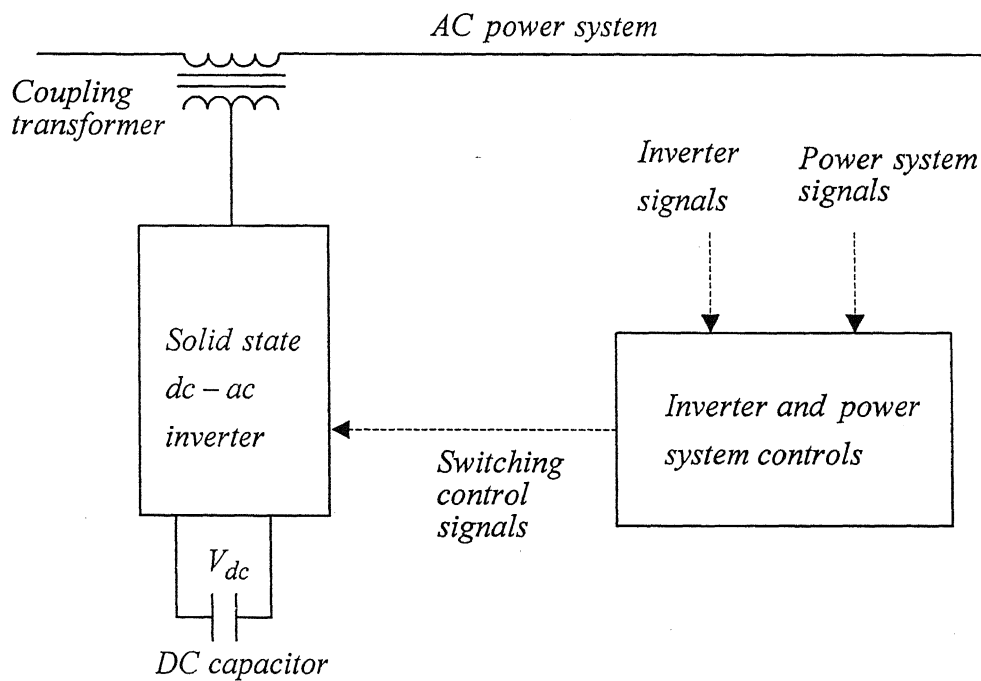 AC power system
Coupling
transformer
Inverter
signals
Power system
signals
Solid state
dc – ac
inverter
Inverter and power
system controls
Switching
control
signals
Vdc
DC capacitor